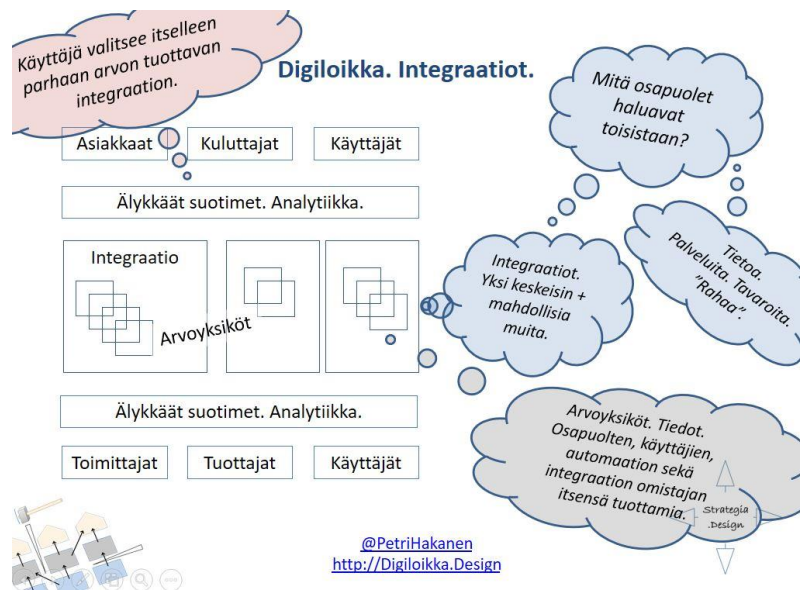 Käyttäjä valitsee itselleen
parhaan arvon tuottavan
integraation.
Digiloikka. Integraatiot.
Mitä osapuolet
haluavat
toisistaan?
Asiakkaat
Kuluttajat
Käyttäjät
Älykkäät suotimet. Analytiikka.
Integraatio
Arvoyksiköt
Integraatiot.
Yksi keskeisin +
mahdollisia
muita.
Tietoa.
Palveluita. Tavaroita.
"Rahaa".
Älykkäät suotimet. Analytiikka.
Toimittajat
Tuottajat
Käyttäjät
Arvoyksiköt. Tiedot.
Osapuolten, käyttäjien,
automaation sekä
integraation omistajan
itsensä tuottamia.
Strategia
.Design
@PetriHakanen
http://Digiloikka.Design